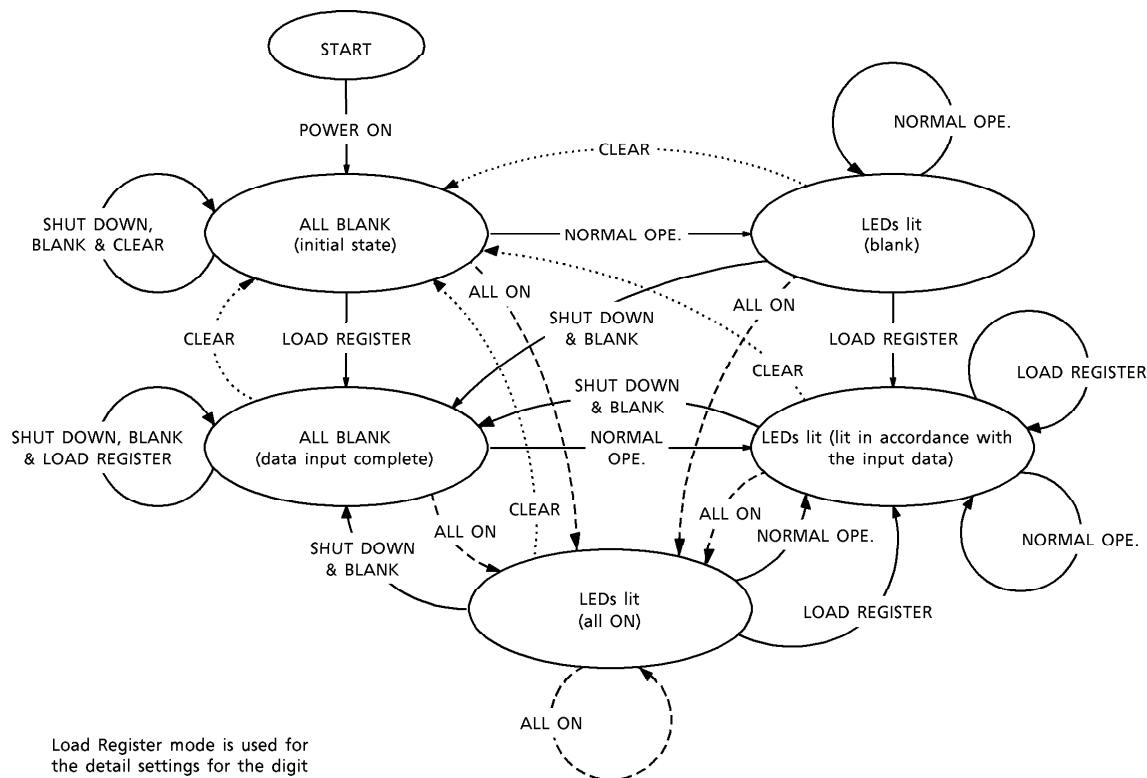 START
POWER ON
NORMAL OPE.
CLEAR
SHUT DOWN,
BLANK & CLEAR
ALL BLANK
(initial state)
NORMAL OPE.
LEDs lit
(blank)
ALL ON
ALL ON
SHUT DOWN
& BLANK
CLEAR
LOAD REGISTER
LOAD REGISTER
CLEAR
LOAD REGISTER
SHUT DOWN
& BLANK
SHUT DOWN, BLANK
& LOAD REGISTER
ALL BLANK
(data input complete)
NORMAL
OPE.
LEDs lit (lit in accordance with
the input data)
CLEAR
ALL ON
ALL ON
NORMAL OPE.
NORMAL OPE.
SHUT DOWN
& BLANK
LEDs lit
(all ON)
LOAD REGISTER
ALL ON
Load Register mode is used for
the detail settings for the digit